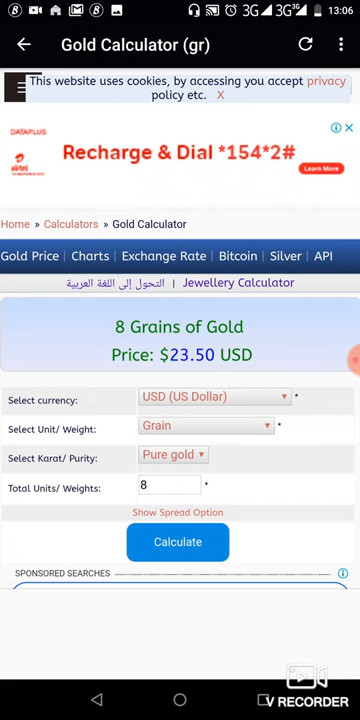 3G 3G 3G 13:06
Gold Calculator (gr)
This website uses cookies, by accessing you accept privacy
policy etc. X
DATAPLUS
airtel
Recharge & Dial *154*2#
Learn More
Home » Calculators » Gold Calculator
Gold Price | Charts | Exchange Rate | Bitcoin | Silver | API
التحول إلى اللغة العربية | Jewellery Calculator
8 Grains of Gold
Price: $23.50 USD
Select currency: USD (US Dollar) *
Select Unit/ Weight: Grain *
Select Karat/ Purity: Pure gold
Total Units/ Weights: 8 *
Show Spread Option
Calculate
SPONSORED SEARCHES
V RECORDER